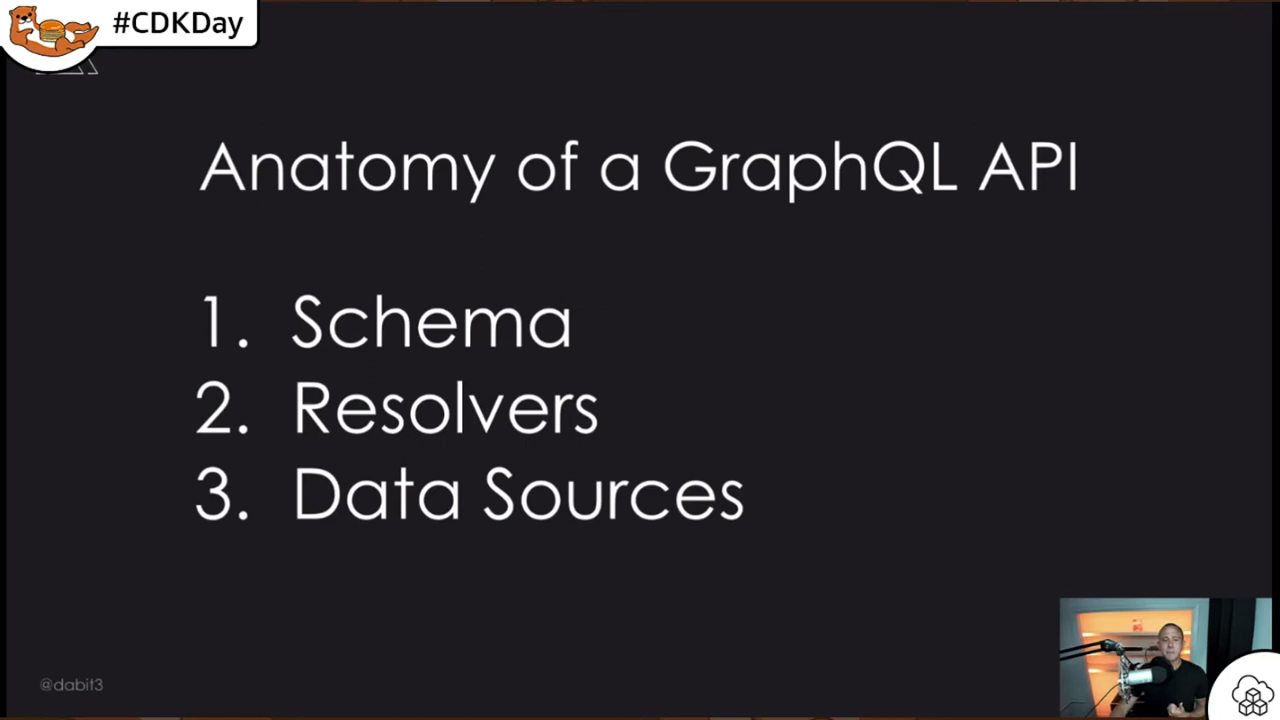 #CDKDay
Anatomy of a GraphQL API
1. Schema
2. Resolvers
3. Data Sources
@dabit3